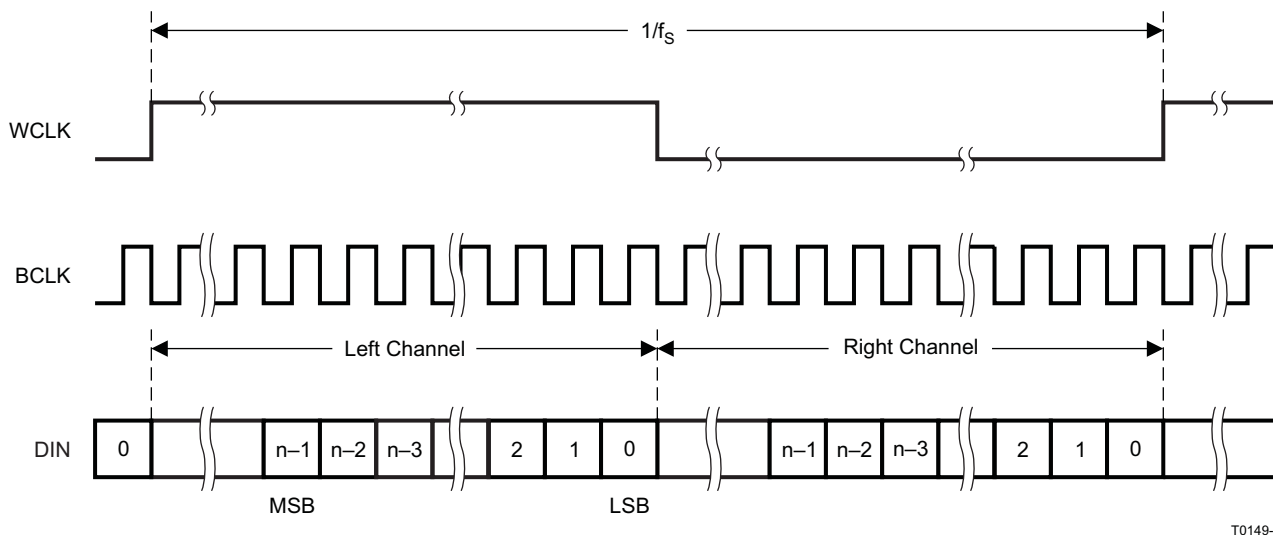 1/fS
WCLK
BCLK
Left Channel Right Channel
DIN 0 n–1 n–2 n–3 2 1 0 n–1 n–2 n–3 2 1 0
MSB LSB
T0149-